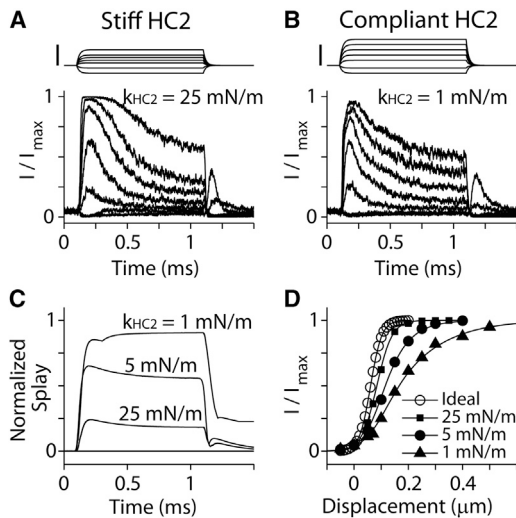 A Stiff HC2
B Compliant HC2
kHC2 = 25 mN/m
I / Imax
1
0
0 0.5 1
Time (ms)
kHC2 = 1 mN/m
I / Imax
1
0
0 0.5 1
Time (ms)
C
kHC2 = 1 mN/m
5 mN/m
25 mN/m
Normalized
Splay
1
0
0 0.5 1
Time (ms)
D
I / Imax
1
0
Ideal
25 mN/m
5 mN/m
1 mN/m
0 0.2 0.4
Displacement (μm)